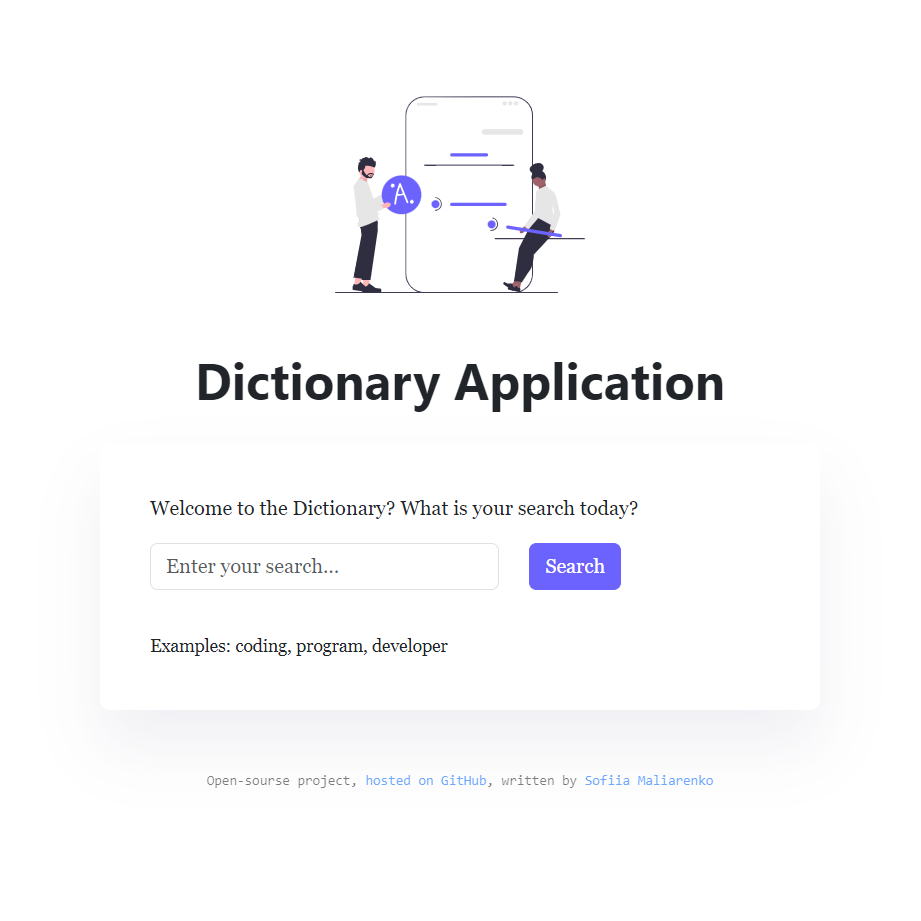 A
Dictionary Application
Welcome to the Dictionary? What is your search today?
Enter your search...
Search
Examples: coding, program, developer
Open-sourse project, hosted on GitHub, written by Sofiia Maliarenko